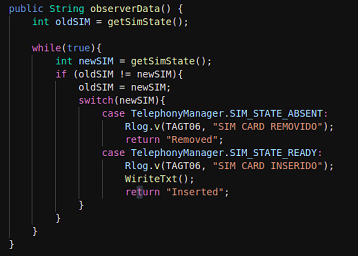 public String observerData() {
    int oldSIM = getSimState();

    while(true){
        int newSIM = getSimState();
        if (oldSIM != newSIM){
            oldSIM = newSIM;
            switch(newSIM){
                case TelephonyManager.SIM_STATE_ABSENT:
                    Rlog.v(TAGT06, "SIM CARD REMOVIDO");
                    return "Removed";
                case TelephonyManager.SIM_STATE_READY:
                    Rlog.v(TAGT06, "SIM CARD INSERIDO");
                    WiriteTxt();
                    return "Inserted";
            }
        }
    }
}